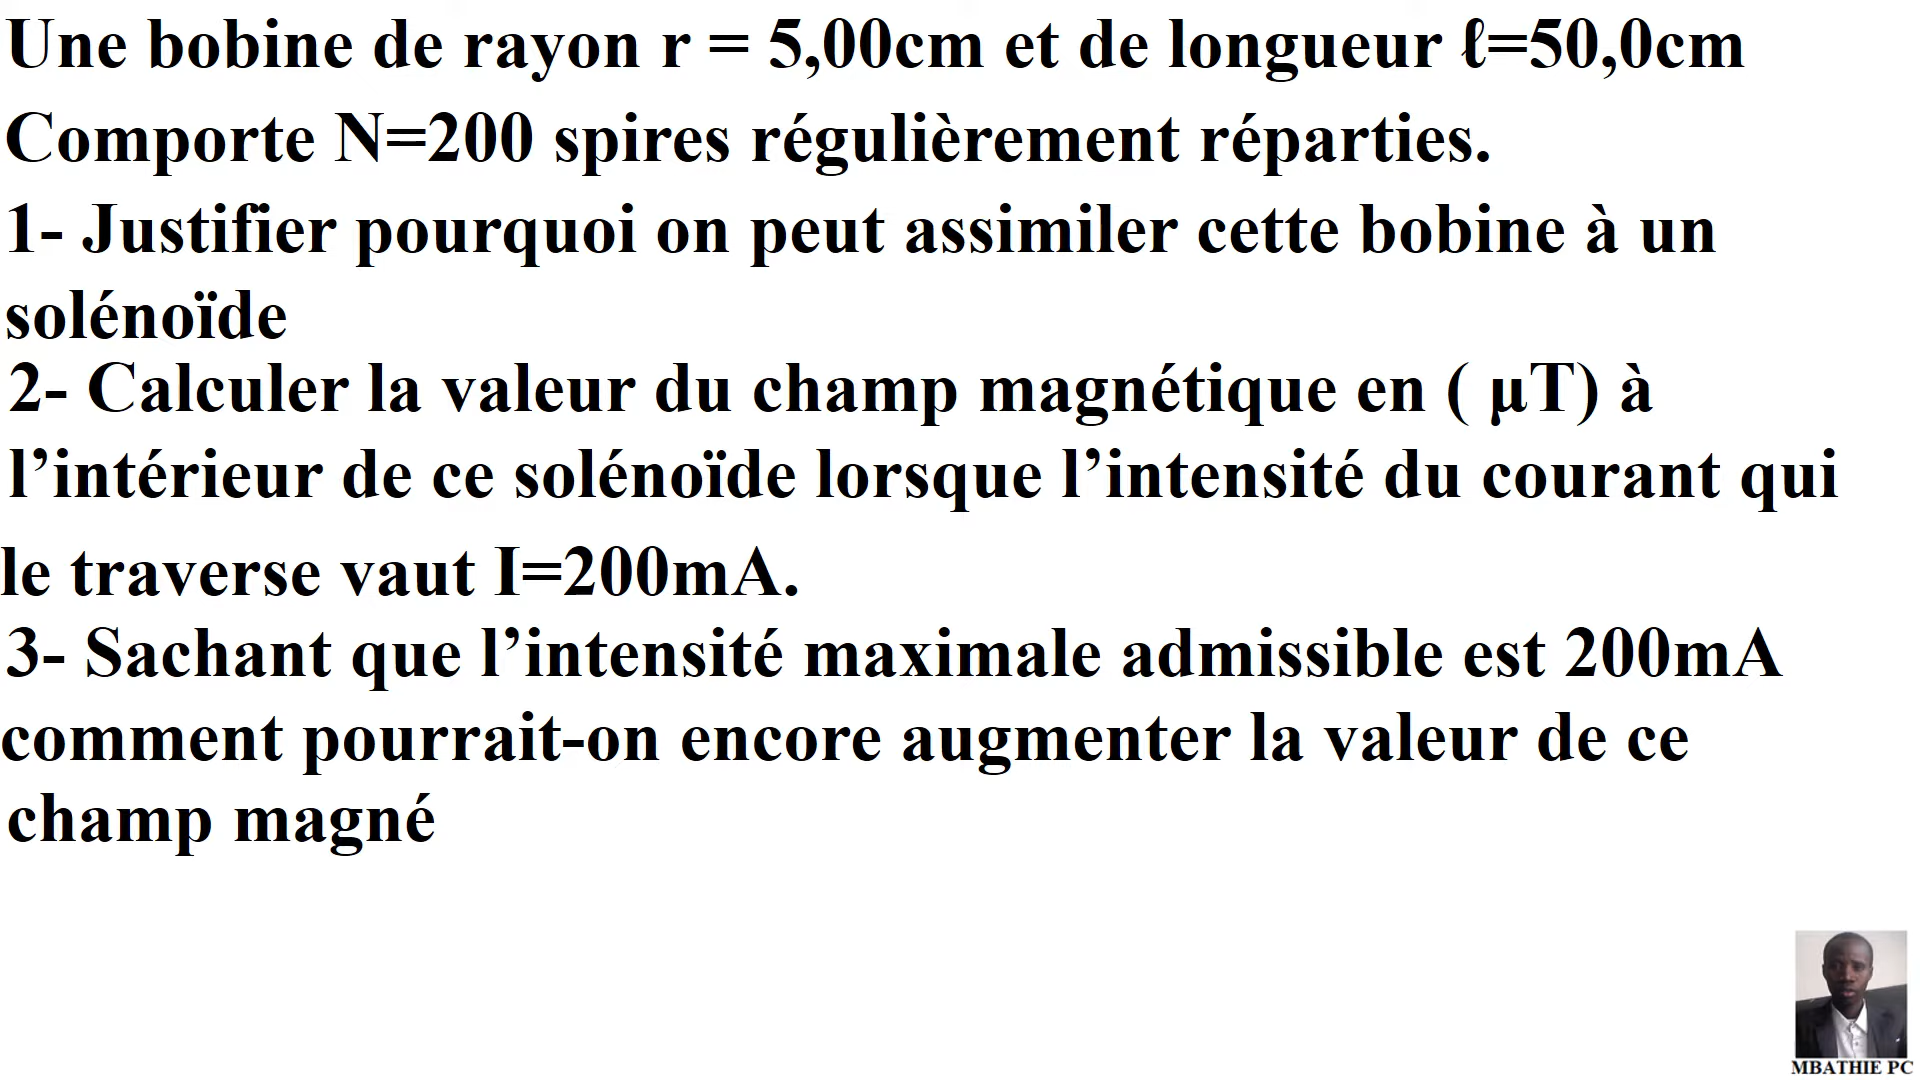 Une bobine de rayon r = 5,00cm et de longueur ℓ=50,0cm
Comporte N=200 spires régulièrement réparties.
1- Justifier pourquoi on peut assimiler cette bobine à un
solénoïde
2- Calculer la valeur du champ magnétique en ( µT) à
l’intérieur de ce solénoïde lorsque l’intensité du courant qui
le traverse vaut I=200mA.
3- Sachant que l’intensité maximale admissible est 200mA
comment pourrait-on encore augmenter la valeur de ce
champ magné
MBATHIE PC